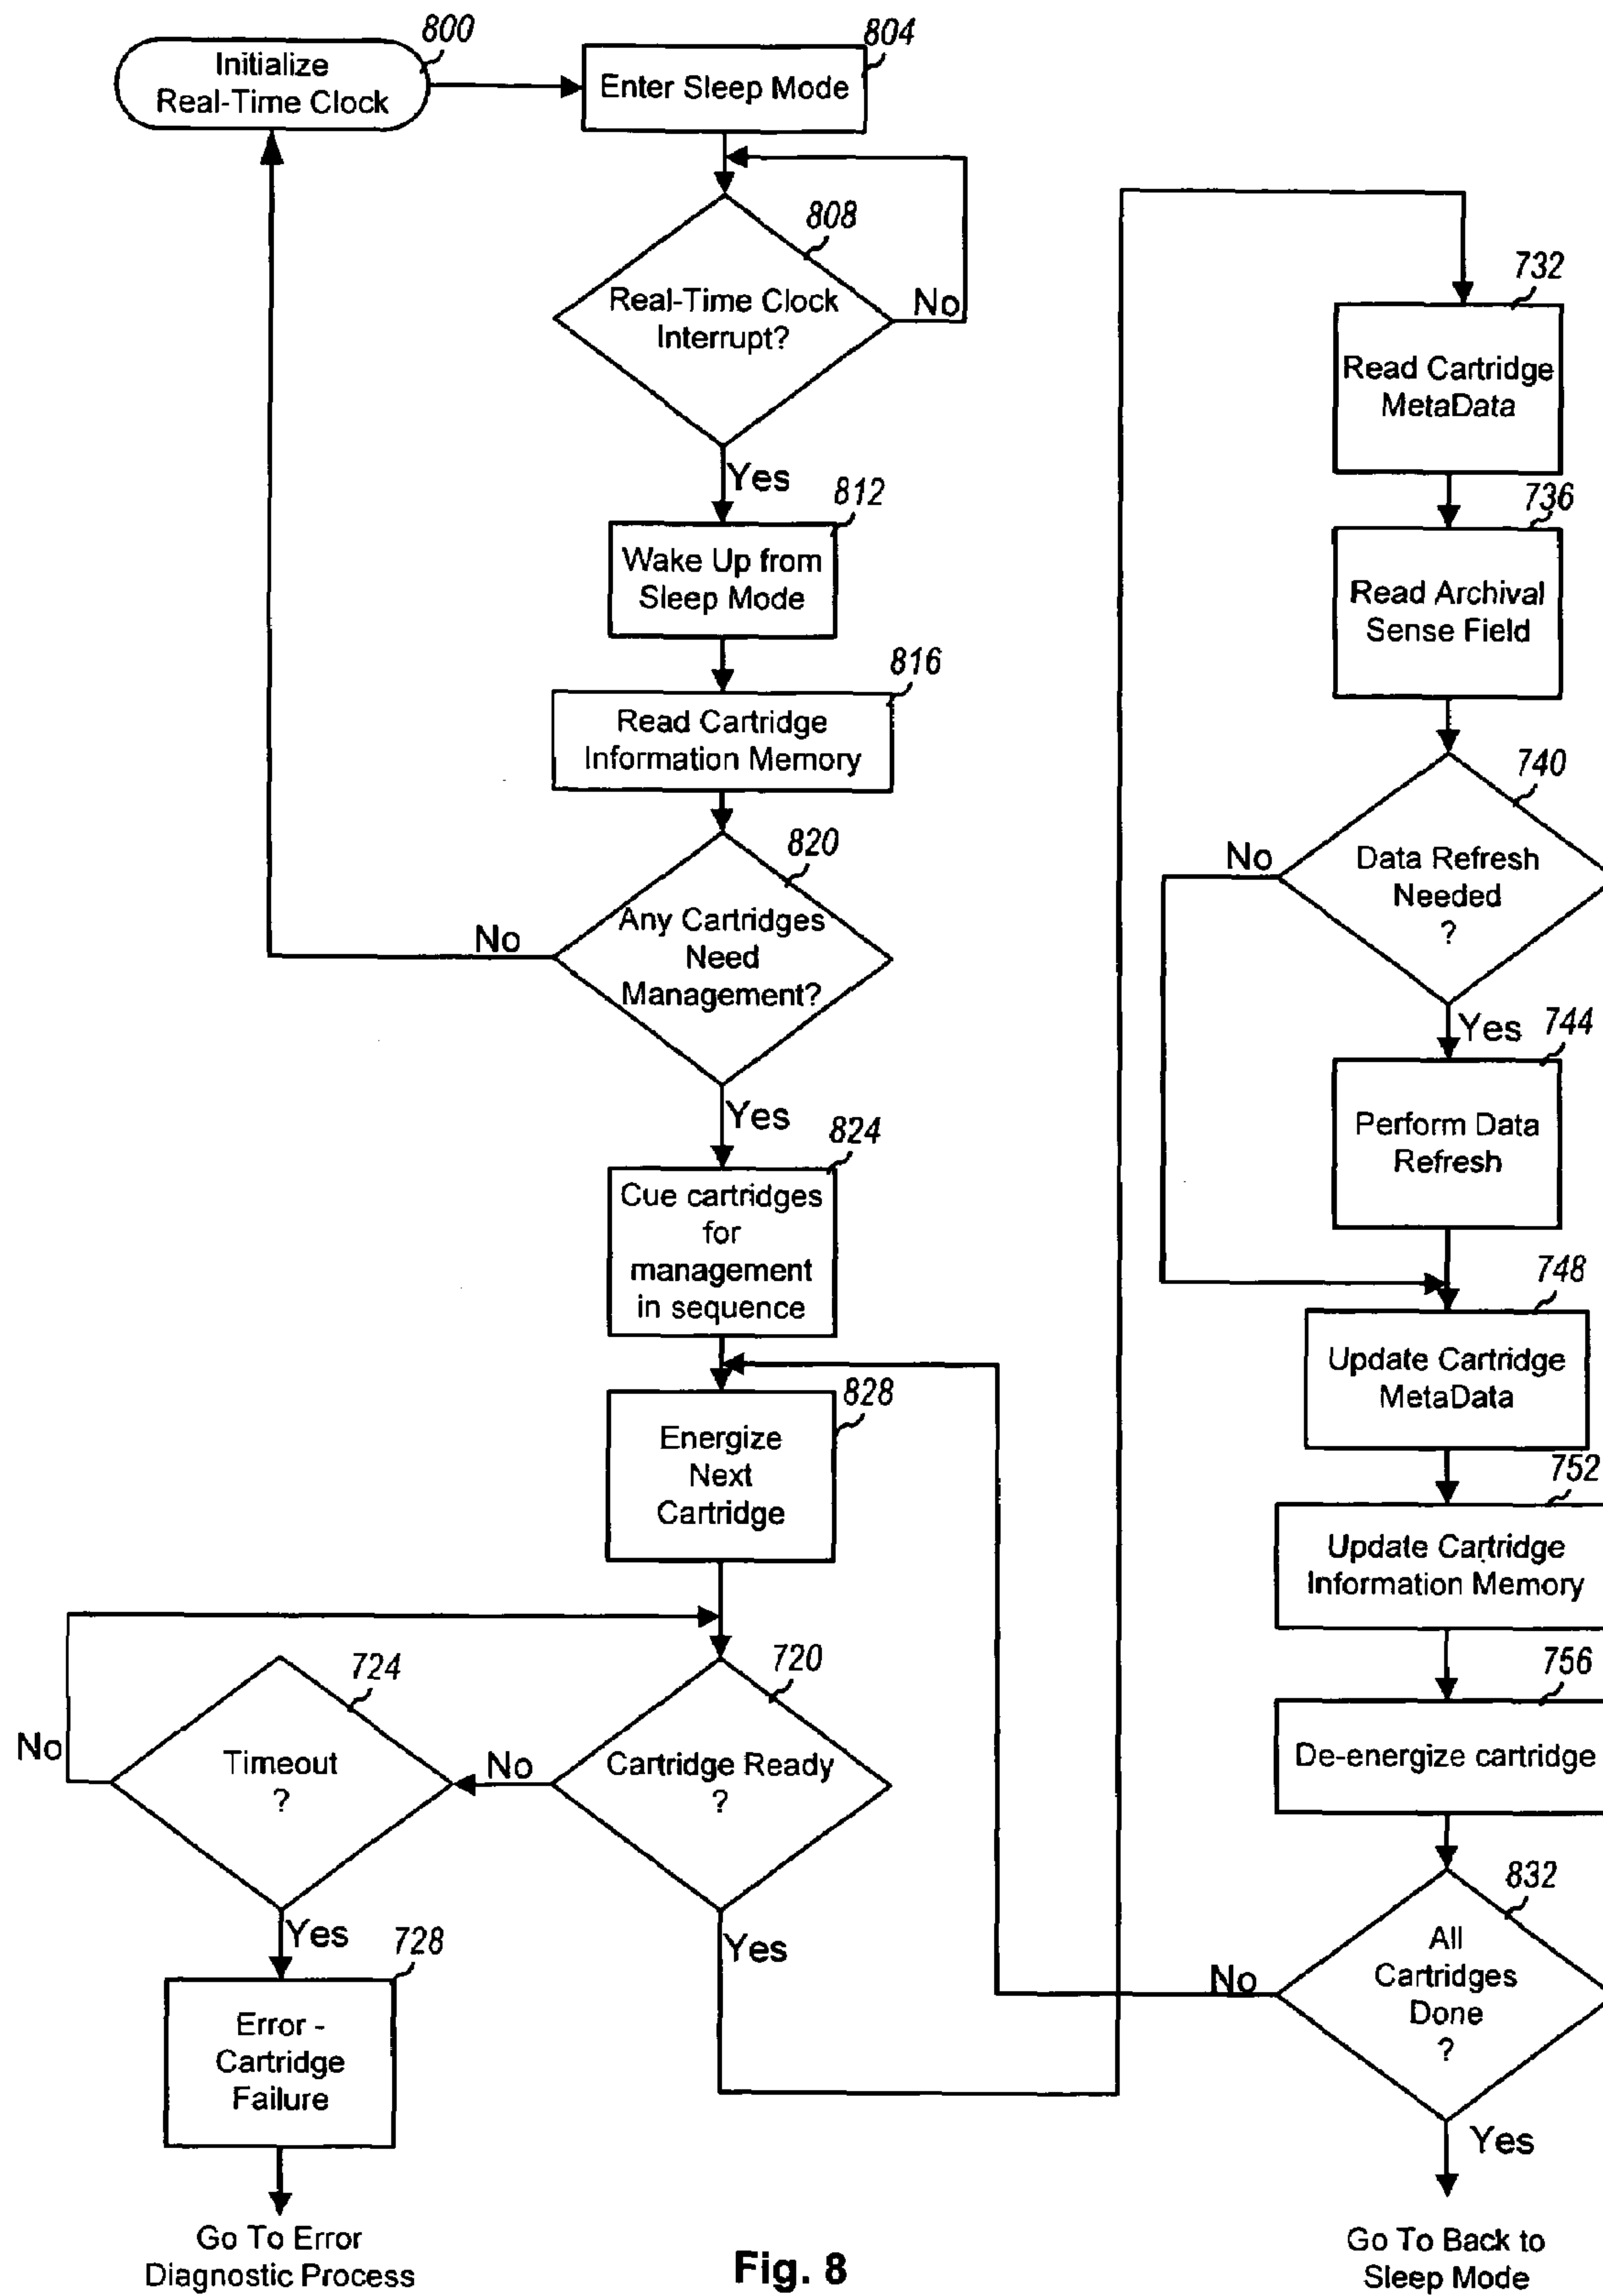 800
Initialize
Real-Time Clock
804
Enter Sleep Mode
808
Real-Time Clock
Interrupt?
No
Yes
812
Wake Up from
Sleep Mode
816
Read Cartridge
Information Memory
820
Any Cartridges
Need
Management?
No
Yes
824
Cue cartridges
for
management
in sequence
828
Energize
Next
Cartridge
720
Cartridge Ready
?
No
Yes
724
Timeout
?
No
Yes
728
Error -
Cartridge
Failure
Go To Error
Diagnostic Process
732
Read Cartridge
MetaData
736
Read Archival
Sense Field
740
Data Refresh
Needed
?
No
Yes
744
Perform Data
Refresh
748
Update Cartridge
MetaData
752
Update Cartridge
Information Memory
756
De-energize cartridge
832
All
Cartridges
Done
?
No
Yes
Go To Back to
Sleep Mode
Fig. 8